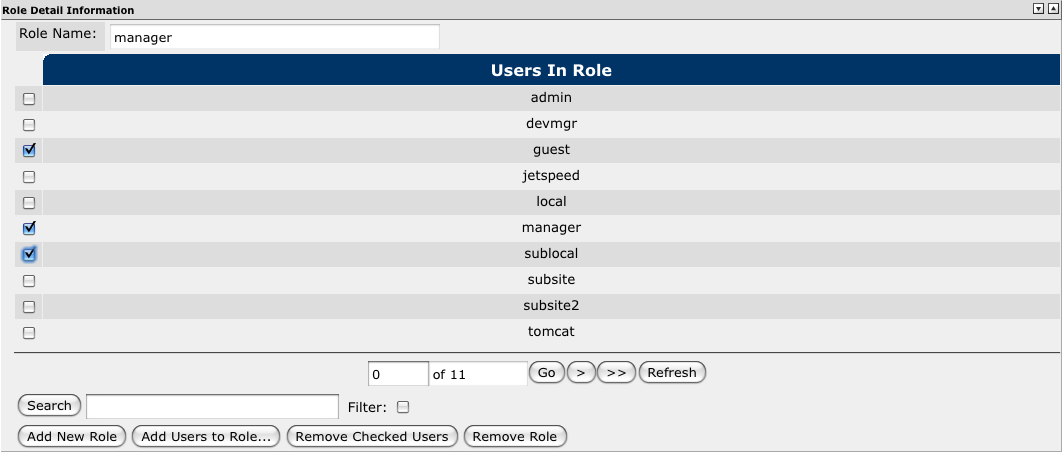 Role Detail Information
Role Name: manager
Users In Role
admin
devmgr
guest
jetspeed
local
manager
sublocal
subsite
subsite2
tomcat
0 of 11 Go > >> Refresh
Search Filter:
Add New Role Add Users to Role... Remove Checked Users Remove Role